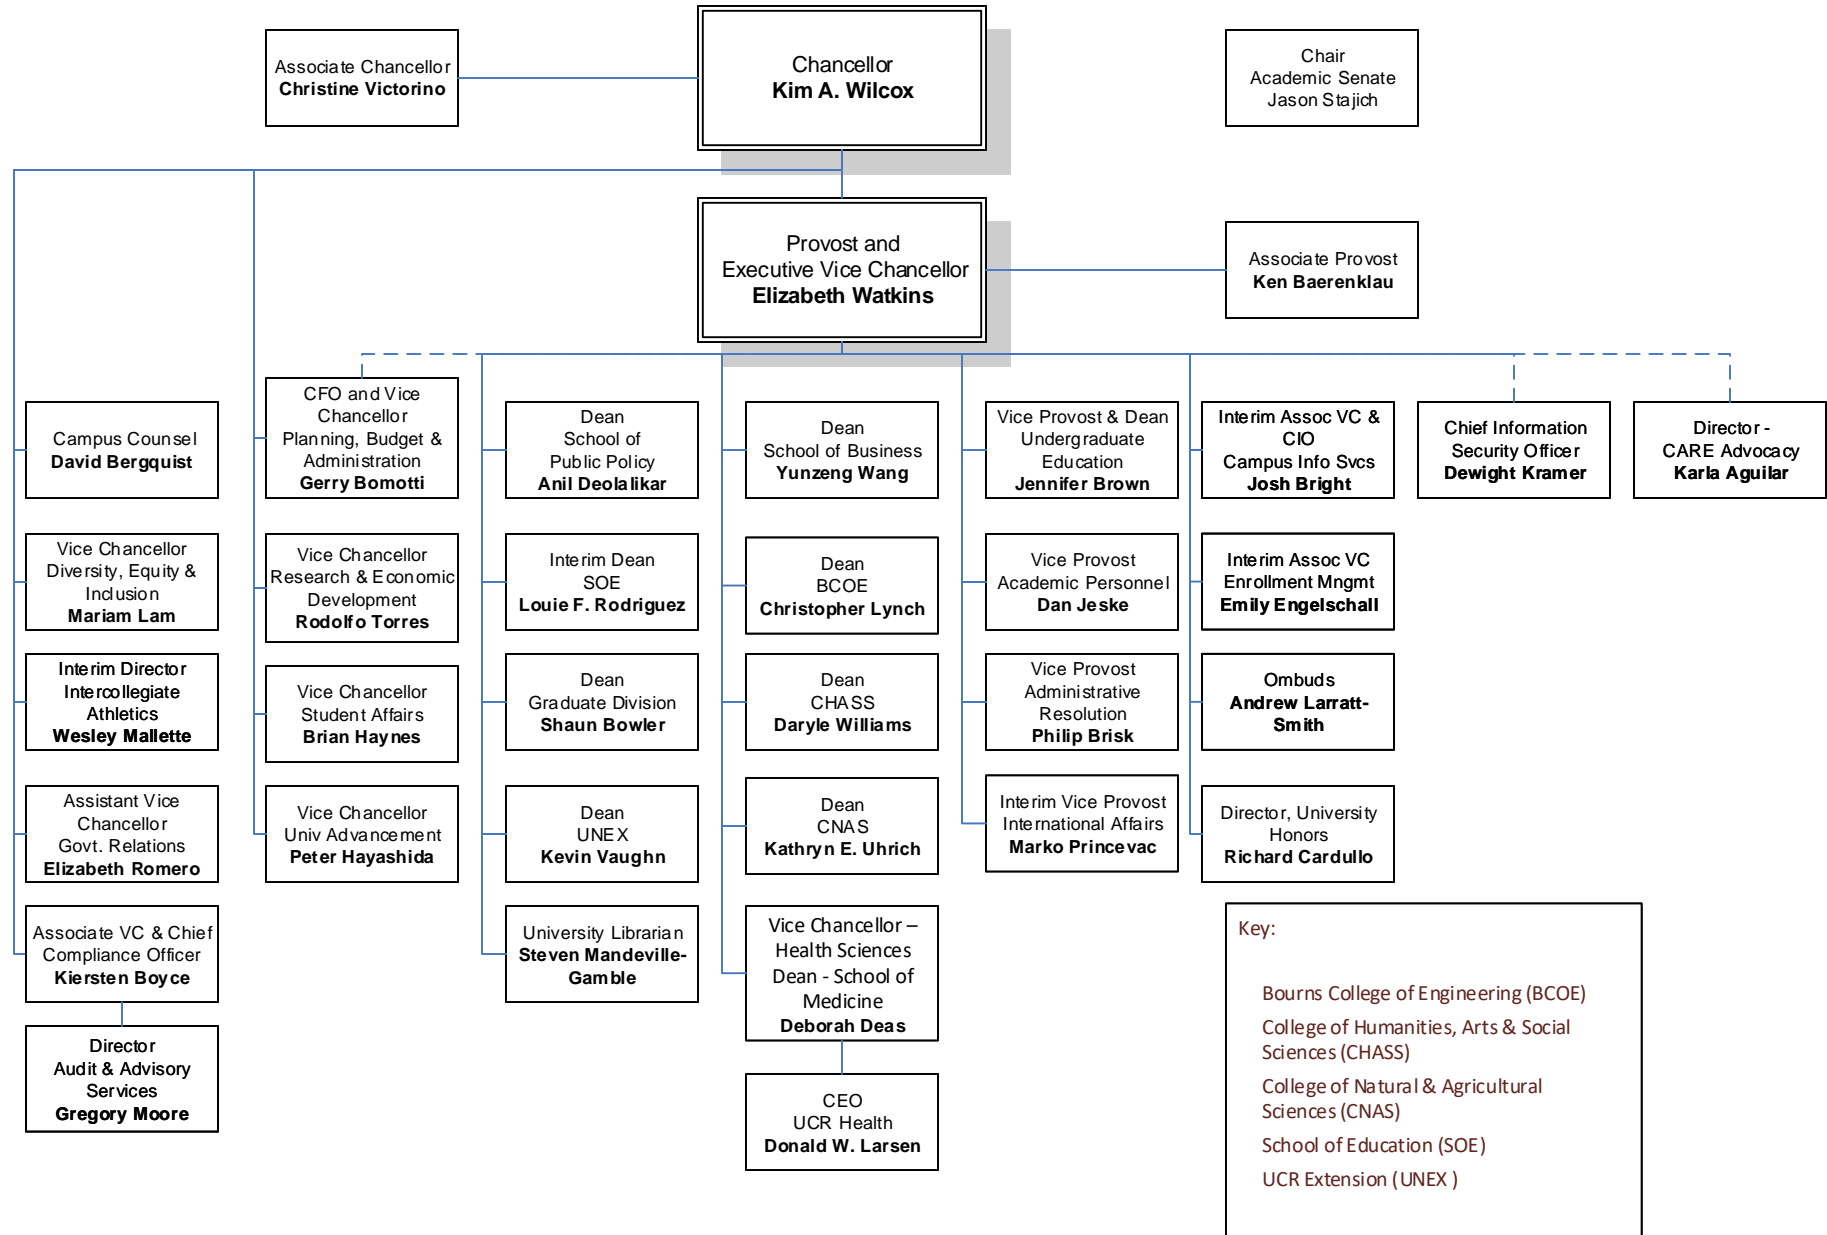 Associate Chancellor
Christine Victorino
Chancellor
Kim A. Wilcox
Chair
Academic Senate
Jason Stajich
Provost and
Executive Vice Chancellor
Elizabeth Watkins
Associate Provost
Ken Baerenklau
Campus Counsel
David Bergquist
CFO and Vice
Chancellor
Planning, Budget &
Administration
Gerry Bomotti
Dean
School of
Public Policy
Anil Deolalikar
Dean
School of Business
Yunzeng Wang
Vice Provost & Dean
Undergraduate
Education
Jennifer Brown
Interim Assoc VC &
CIO
Campus Info Svcs
Josh Bright
Chief Information
Security Officer
Dewight Kramer
Director -
CARE Advocacy
Karla Aguilar
Vice Chancellor
Diversity, Equity &
Inclusion
Mariam Lam
Vice Chancellor
Research & Economic
Development
Rodolfo Torres
Interim Dean
SOE
Louie F. Rodriguez
Dean
BCOE
Christopher Lynch
Vice Provost
Academic Personnel
Dan Jeske
Interim Assoc VC
Enrollment Mngmt
Emily Engelschall
Interim Director
Intercollegiate
Athletics
Wesley Mallette
Vice Chancellor
Student Affairs
Brian Haynes
Dean
Graduate Division
Shaun Bowler
Dean
CHASS
Daryle Williams
Vice Provost
Administrative
Resolution
Philip Brisk
Ombuds
Andrew Larratt-
Smith
Assistant Vice
Chancellor
Govt. Relations
Elizabeth Romero
Vice Chancellor
Univ Advancement
Peter Hayashida
Dean
UNEX
Kevin Vaughn
Dean
CNAS
Kathryn E. Uhrich
Interim Vice Provost
International Affairs
Marko Princevac
Director, University
Honors
Richard Cardullo
Associate VC & Chief
Compliance Officer
Kiersten Boyce
University Librarian
Steven Mandeville-
Gamble
Vice Chancellor –
Health Sciences
Dean - School of
Medicine
Deborah Deas
Director
Audit & Advisory
Services
Gregory Moore
CEO
UCR Health
Donald W. Larsen
Key:
Bourns College of Engineering (BCOE)
College of Humanities, Arts & Social
Sciences (CHASS)
College of Natural & Agricultural
Sciences (CNAS)
School of Education (SOE)
UCR Extension (UNEX )